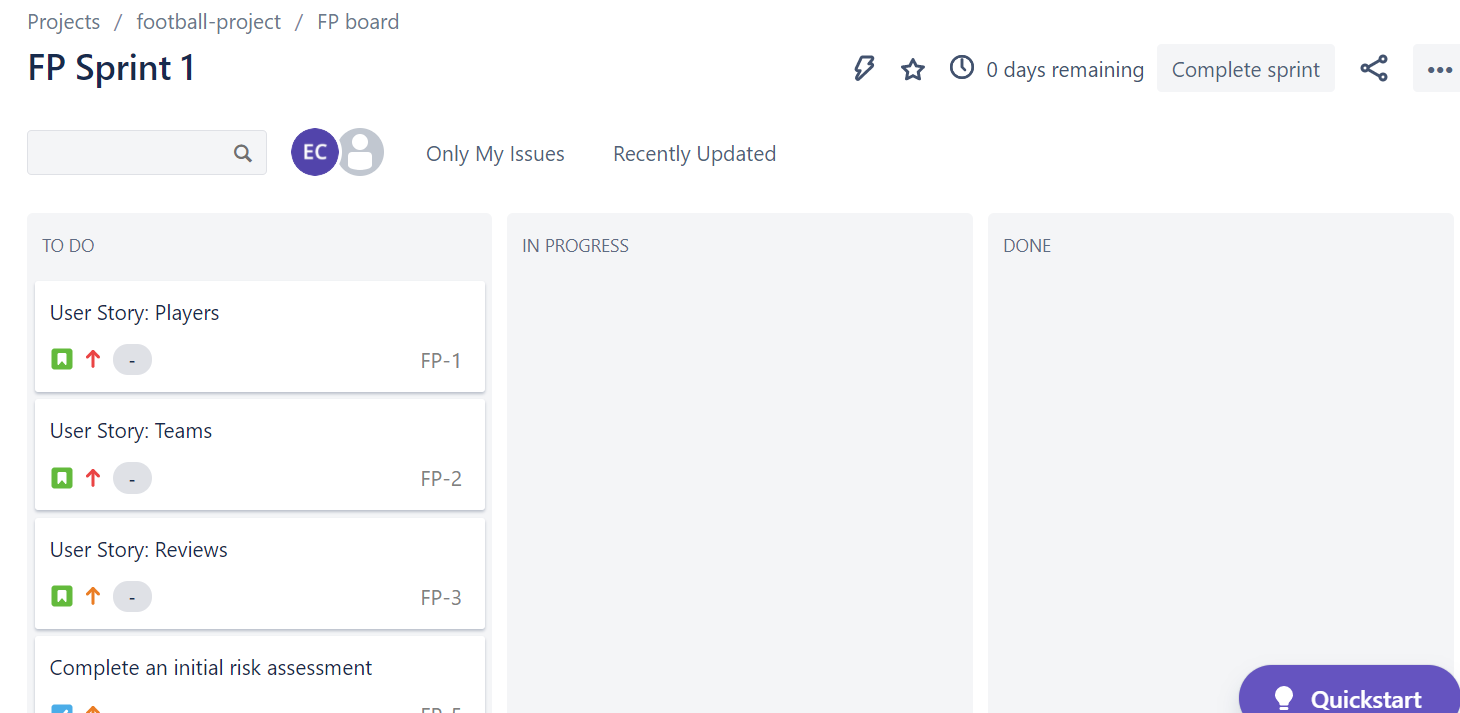 Projects / football-project / FP board
FP Sprint 1
0 days remaining
Complete sprint
EC
Only My Issues
Recently Updated
TO DO
IN PROGRESS
DONE
User Story: Players
-
FP-1
User Story: Teams
-
FP-2
User Story: Reviews
-
FP-3
Complete an initial risk assessment
FP-5
Quickstart